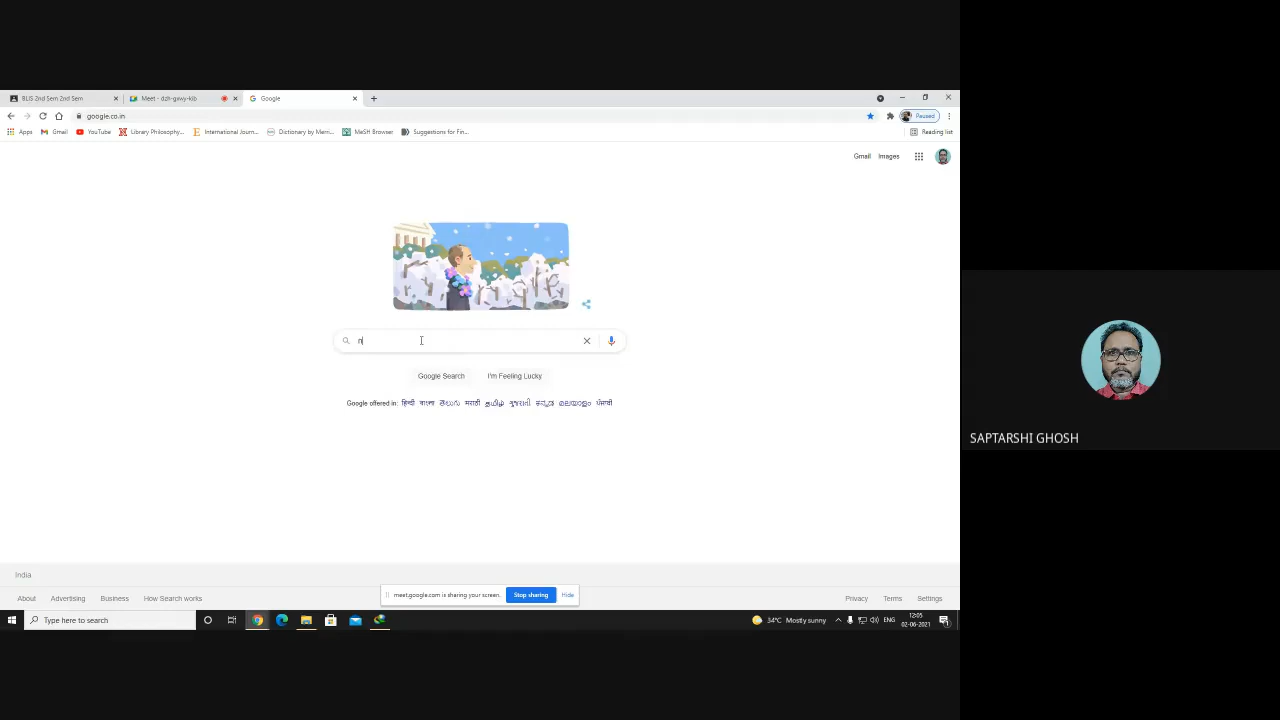 BLIS 2nd Sem 2nd Sem
Meet - dzh-gxwy-kib
Google
google.co.in
Paused
Apps
Gmail
YouTube
Library Philosophy...
International Journ...
Dictionary by Merri...
MeSH Browser
Suggestions for Fin...
Reading list
Gmail
Images
n
Google Search
I'm Feeling Lucky
Google offered in: हिन्दी বাংলা తెలుగు मराठी தமிழ் ગુજરાતી ಕನ್ನಡ മലയാളം ਪੰਜਾਬੀ
SAPTARSHI GHOSH
India
meet.google.com is sharing your screen.
Stop sharing
Hide
About
Advertising
Business
How Search works
Privacy
Terms
Settings
Type here to search
34°C Mostly sunny
ENG
12:05
02-06-2021